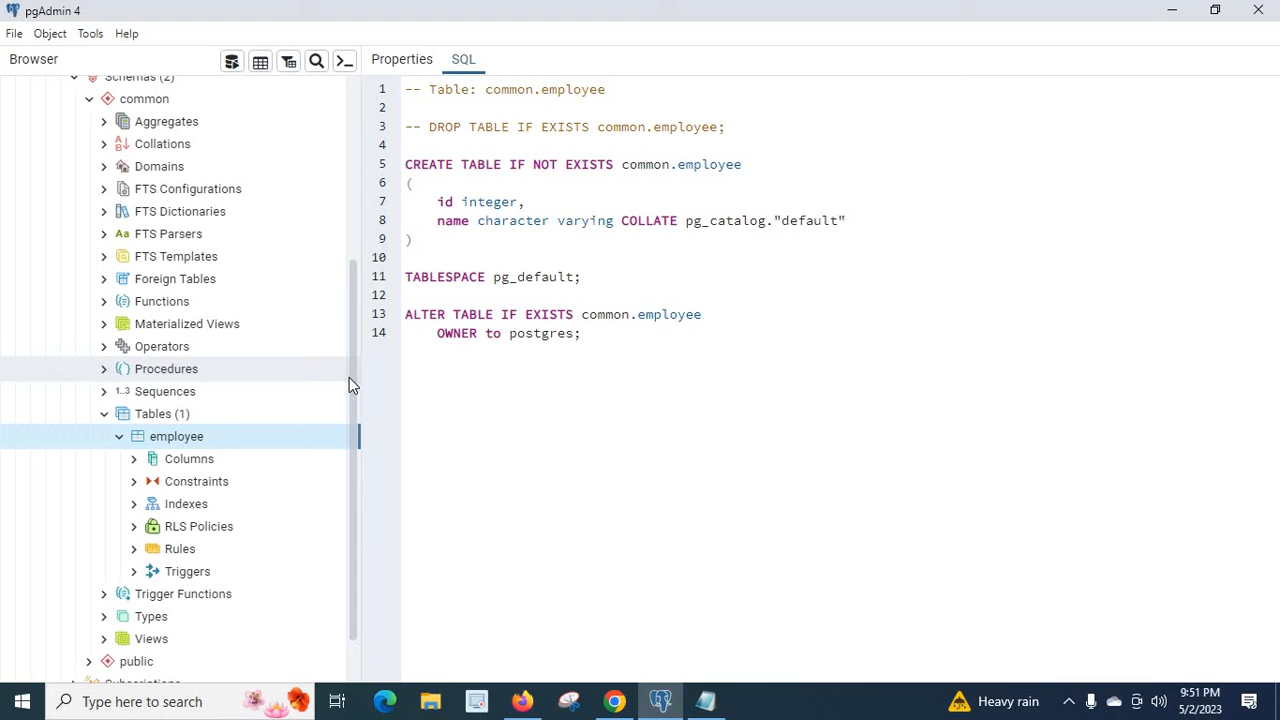 pgAdmin 4
File Object Tools Help
Browser
Properties SQL
Schemas (2)
common
Aggregates
Collations
Domains
FTS Configurations
FTS Dictionaries
Aa FTS Parsers
FTS Templates
Foreign Tables
Functions
Materialized Views
Operators
Procedures
1..3 Sequences
Tables (1)
employee
Columns
Constraints
Indexes
RLS Policies
Rules
Triggers
Trigger Functions
Types
Views
public
Subscriptions
1 -- Table: common.employee
2
3 -- DROP TABLE IF EXISTS common.employee;
4
5 CREATE TABLE IF NOT EXISTS common.employee
6 (
7 id integer,
8 name character varying COLLATE pg_catalog."default"
9 )
10
11 TABLESPACE pg_default;
12
13 ALTER TABLE IF EXISTS common.employee
14 OWNER to postgres;
Type here to search
Heavy rain
9:51 PM
5/2/2023